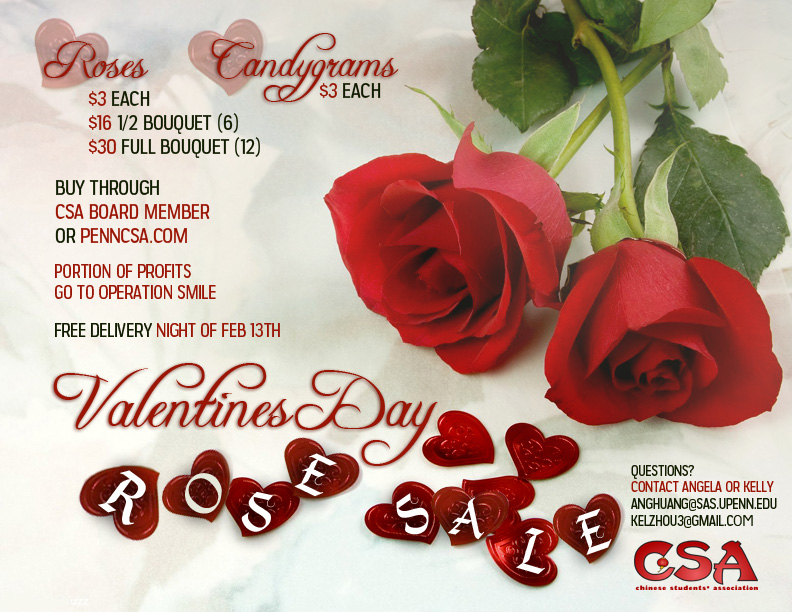 Roses
$3 EACH
$16 1/2 BOUQUET (6)
$30 FULL BOUQUET (12)
Candygrams
$3 EACH
BUY THROUGH
CSA BOARD MEMBER
OR PENNCSA.COM
PORTION OF PROFITS
GO TO OPERATION SMILE
FREE DELIVERY NIGHT OF FEB 13TH
Valentines Day
ROSE SALE
QUESTIONS?
CONTACT ANGELA OR KELLY
ANGHUANG@SAS.UPENN.EDU
KELZHOU3@GMAIL.COM
CSA
chinese students' association